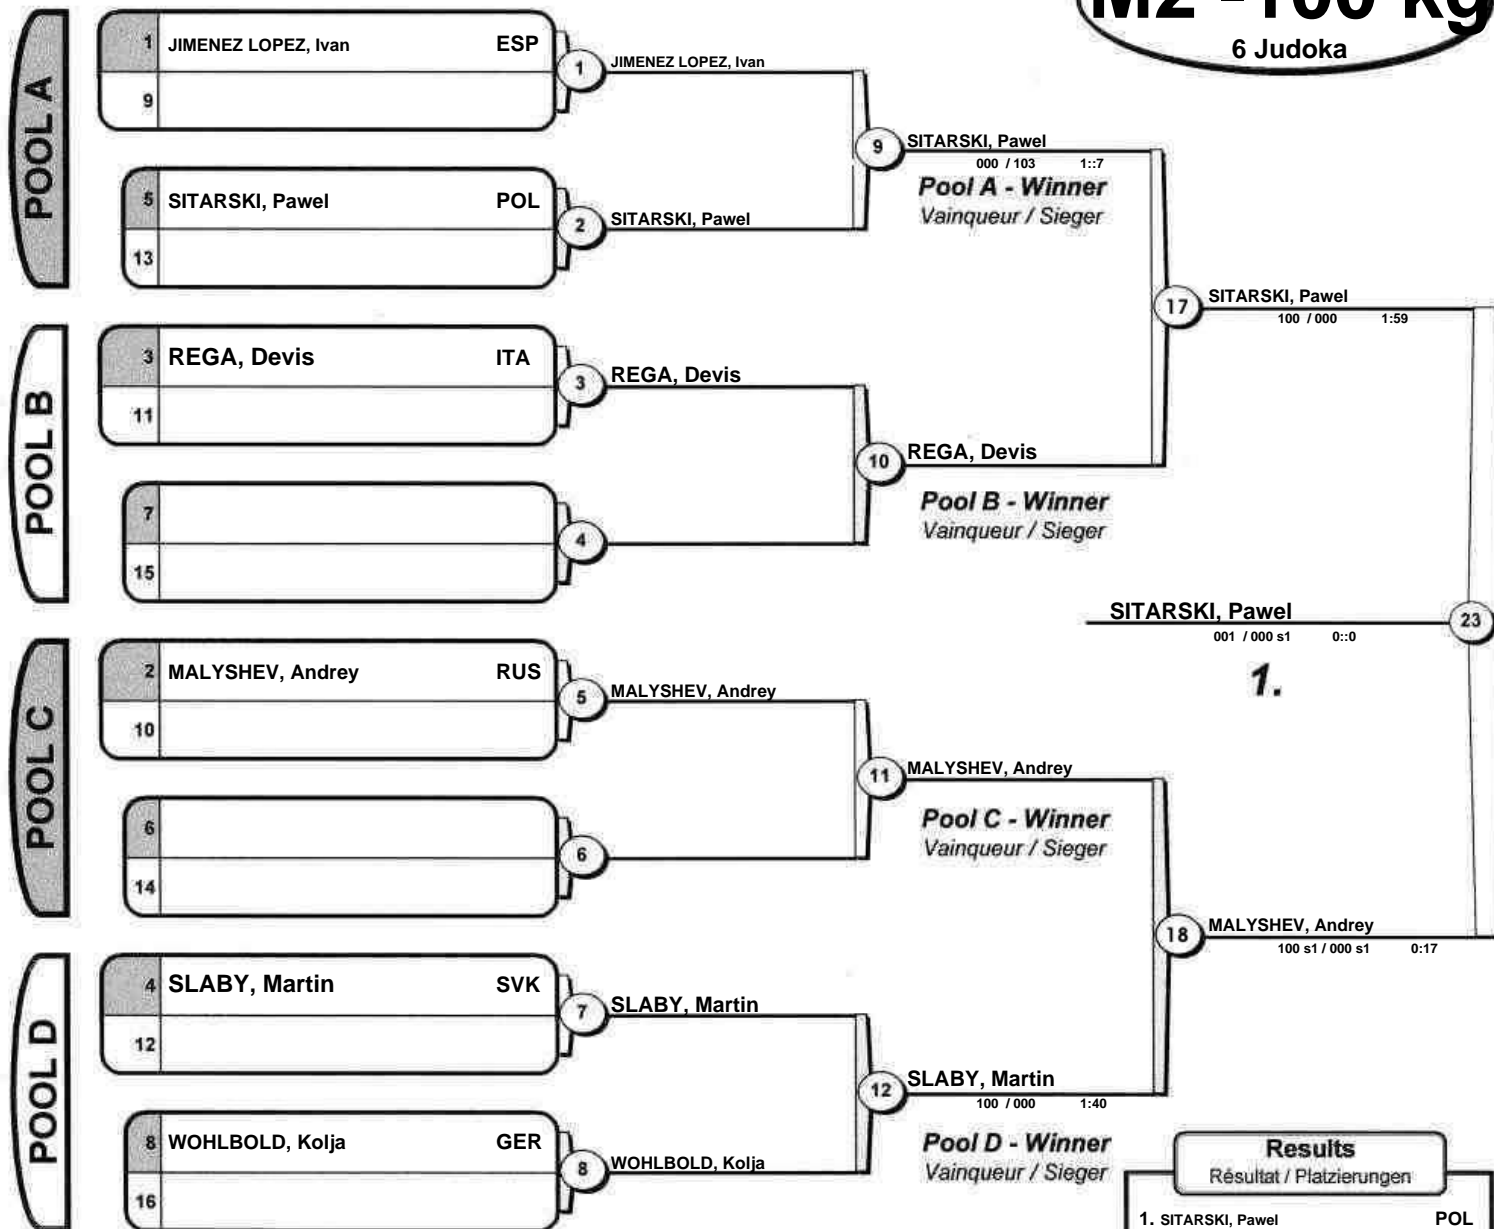 M2 -100 kg
6 Judoka
POOL A
1 JIMENEZ LOPEZ, Ivan ESP
9
5 SITARSKI, Pawel POL
13
1 JIMENEZ LOPEZ, Ivan
2 SITARSKI, Pawel
9 SITARSKI, Pawel
000 / 103 1::7
Pool A - Winner
Vainqueur / Sieger
POOL B
3 REGA, Devis ITA
11
7
15
3 REGA, Devis
4
10 REGA, Devis
Pool B - Winner
Vainqueur / Sieger
17 SITARSKI, Pawel
100 / 000 1:59
SITARSKI, Pawel 23
001 / 000 s1 0::0
1.
POOL C
2 MALYSHEV, Andrey RUS
10
6
14
5 MALYSHEV, Andrey
6
11 MALYSHEV, Andrey
Pool C - Winner
Vainqueur / Sieger
18 MALYSHEV, Andrey
100 s1 / 000 s1 0:17
POOL D
4 SLABY, Martin SVK
12
8 WOHLBOLD, Kolja GER
16
7 SLABY, Martin
8 WOHLBOLD, Kolja
12 SLABY, Martin
100 / 000 1:40
Pool D - Winner
Vainqueur / Sieger
Results
Résultat / Platzierungen
1. SITARSKI, Pawel POL